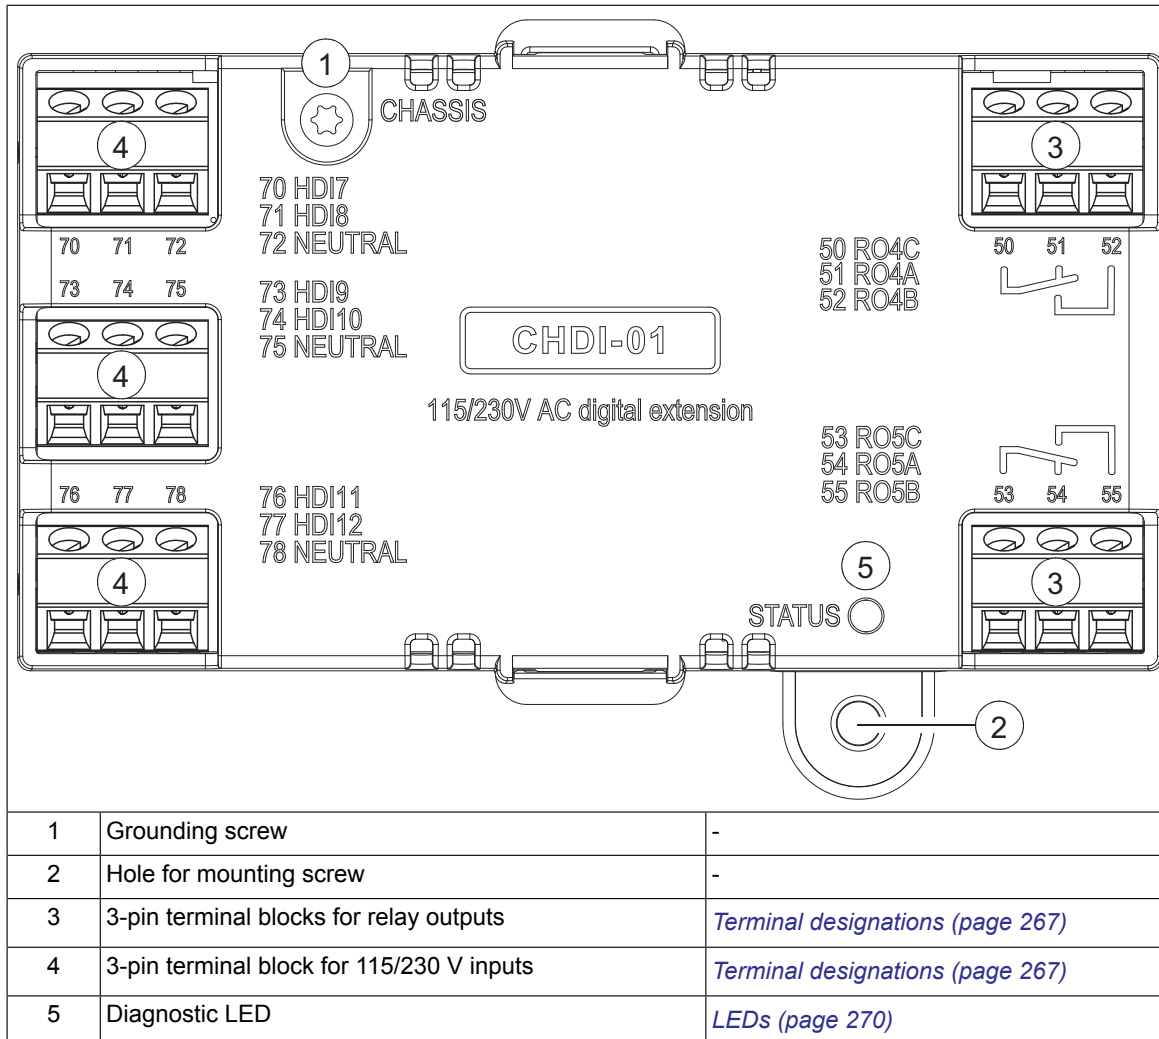 1
CHASSIS
4
3
70 HDI7
71 HDI8
72 NEUTRAL
70 71 72
50 RO4C
51 RO4A
52 RO4B
50 51 52
73 74 75
73 HDI9
74 HDI10
75 NEUTRAL
CHDI-01
4
115/230V AC digital extension
53 RO5C
54 RO5A
55 RO5B
53 54 55
76 77 78
76 HDI11
77 HDI12
78 NEUTRAL
4
5
3
STATUS
2
1 Grounding screw -
2 Hole for mounting screw -
3 3-pin terminal blocks for relay outputs Terminal designations (page 267)
4 3-pin terminal block for 115/230 V inputs Terminal designations (page 267)
5 Diagnostic LED LEDs (page 270)